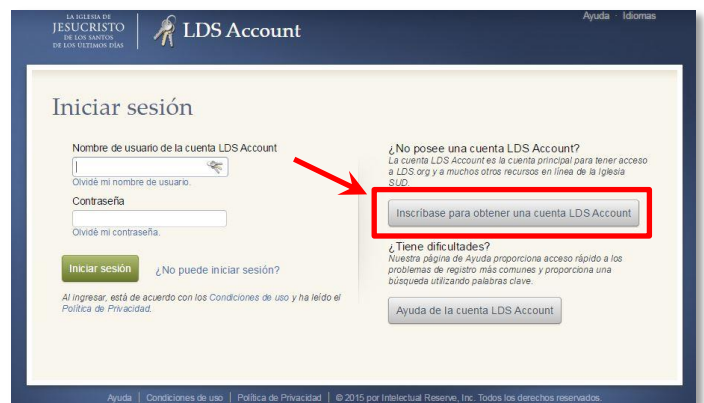 LA IGLESIA DE
JESUCRISTO
DE LOS SANTOS
DE LOS ÚLTIMOS DÍAS
LDS Account
Ayuda · Idiomas
Iniciar sesión
Nombre de usuario de la cuenta LDS Account
Olvidé mi nombre de usuario.
Contraseña
Olvidé mi contraseña.
Iniciar sesión
¿No puede iniciar sesión?
Al ingresar, está de acuerdo con los Condiciones de uso y ha leído el
Política de Privacidad.
¿No posee una cuenta LDS Account?
La cuenta LDS Account es la cuenta principal para tener acceso
a LDS.org y a muchos otros recursos en línea de la Iglesia
SUD.
Inscríbase para obtener una cuenta LDS Account
¿Tiene dificultades?
Nuestra página de Ayuda proporciona acceso rápido a los
problemas de registro más comunes y proporciona una
búsqueda utilizando palabras clave.
Ayuda de la cuenta LDS Account
Ayuda | Condiciones de uso | Política de Privacidad | © 2015 por Intelectual Reserve, Inc. Todos los derechos reservados.